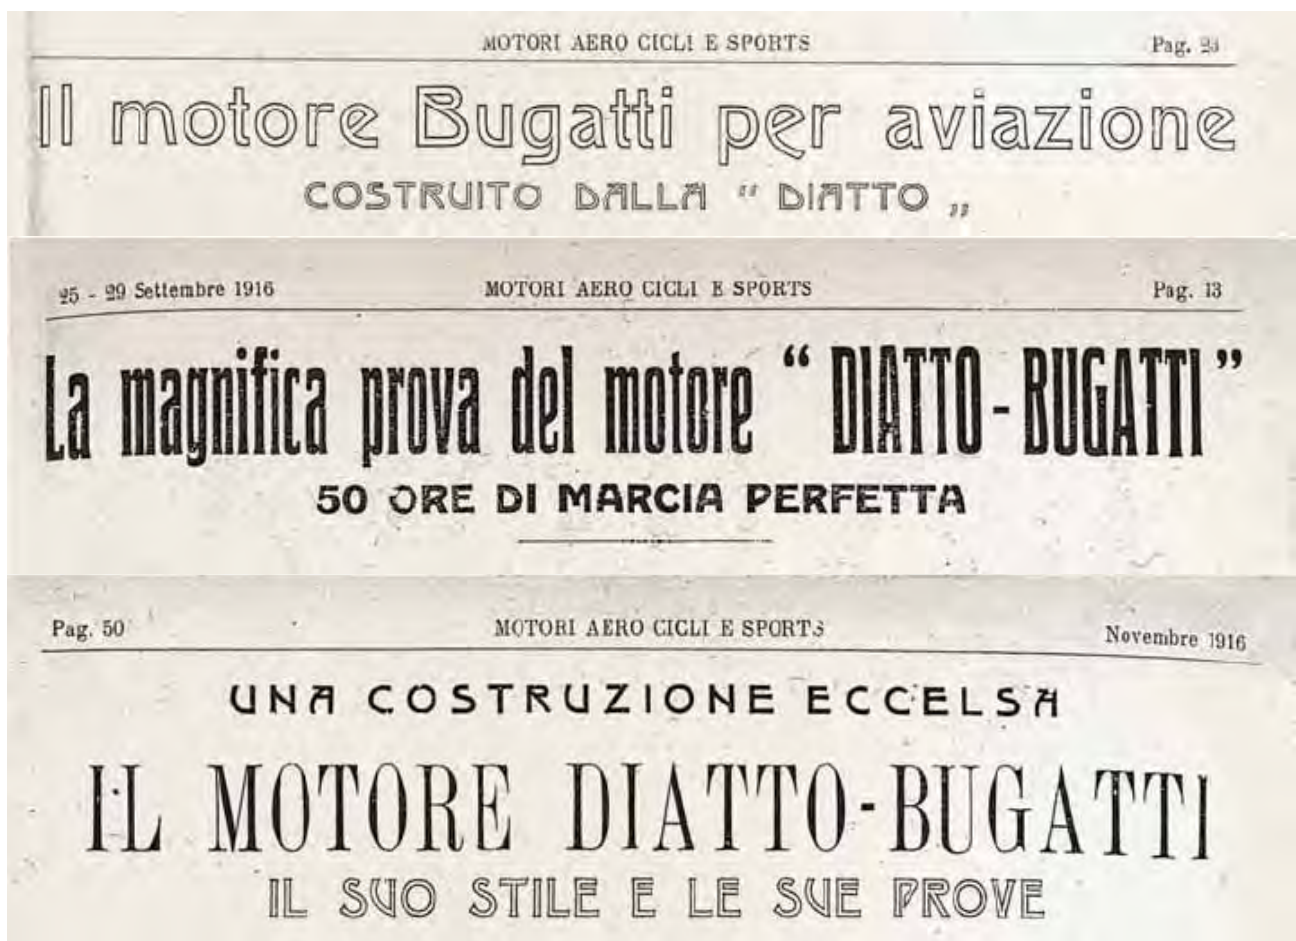 MOTORI AERO CICLI E SPORTS Pag.
Il motore Bugatti per aviazione
COSTRUITO DALLA “ DIATTO „
25 - 29 Settembre 1916 MOTORI AERO CICLI E SPORTS Pag. 13
La magnifica prova del motore “ DIATTO - BUGATTI ”
50 ORE DI MARCIA PERFETTA
Pag. 50 MOTORI AERO CICLI E SPORTS Novembre 1916
UNA COSTRUZIONE ECCELSA
IL MOTORE DIATTO-BUGATTI
IL SUO STILE E LE SUE PROVE